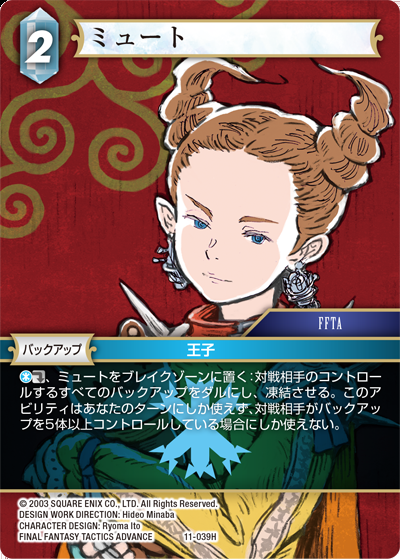 2
ミュート
FFTA
バックアップ
王子
氷、ミュートをブレイクゾーンに置く:対戦相手のコントロー
ルするすべてのバックアップをダルにし、凍結させる。このア
ビリティはあなたのターンにしか使えず、対戦相手がバックアッ
プを5体以上コントロールしている場合にしか使えない。
© 2003 SQUARE ENIX CO., LTD. All Rights Reserved.
DESIGN WORK DIRECTION: Hideo Minaba
CHARACTER DESIGN: Ryoma Ito
FINAL FANTASY TACTICS ADVANCE
11-039H